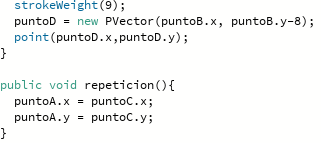 strokeWeight(9);
puntoD = new PVector(puntoB.x, puntoB.y-8);
point(puntoD.x,puntoD.y);
}
public void repeticion(){
puntoA.x = puntoC.x;
puntoA.y = puntoC.y;
}